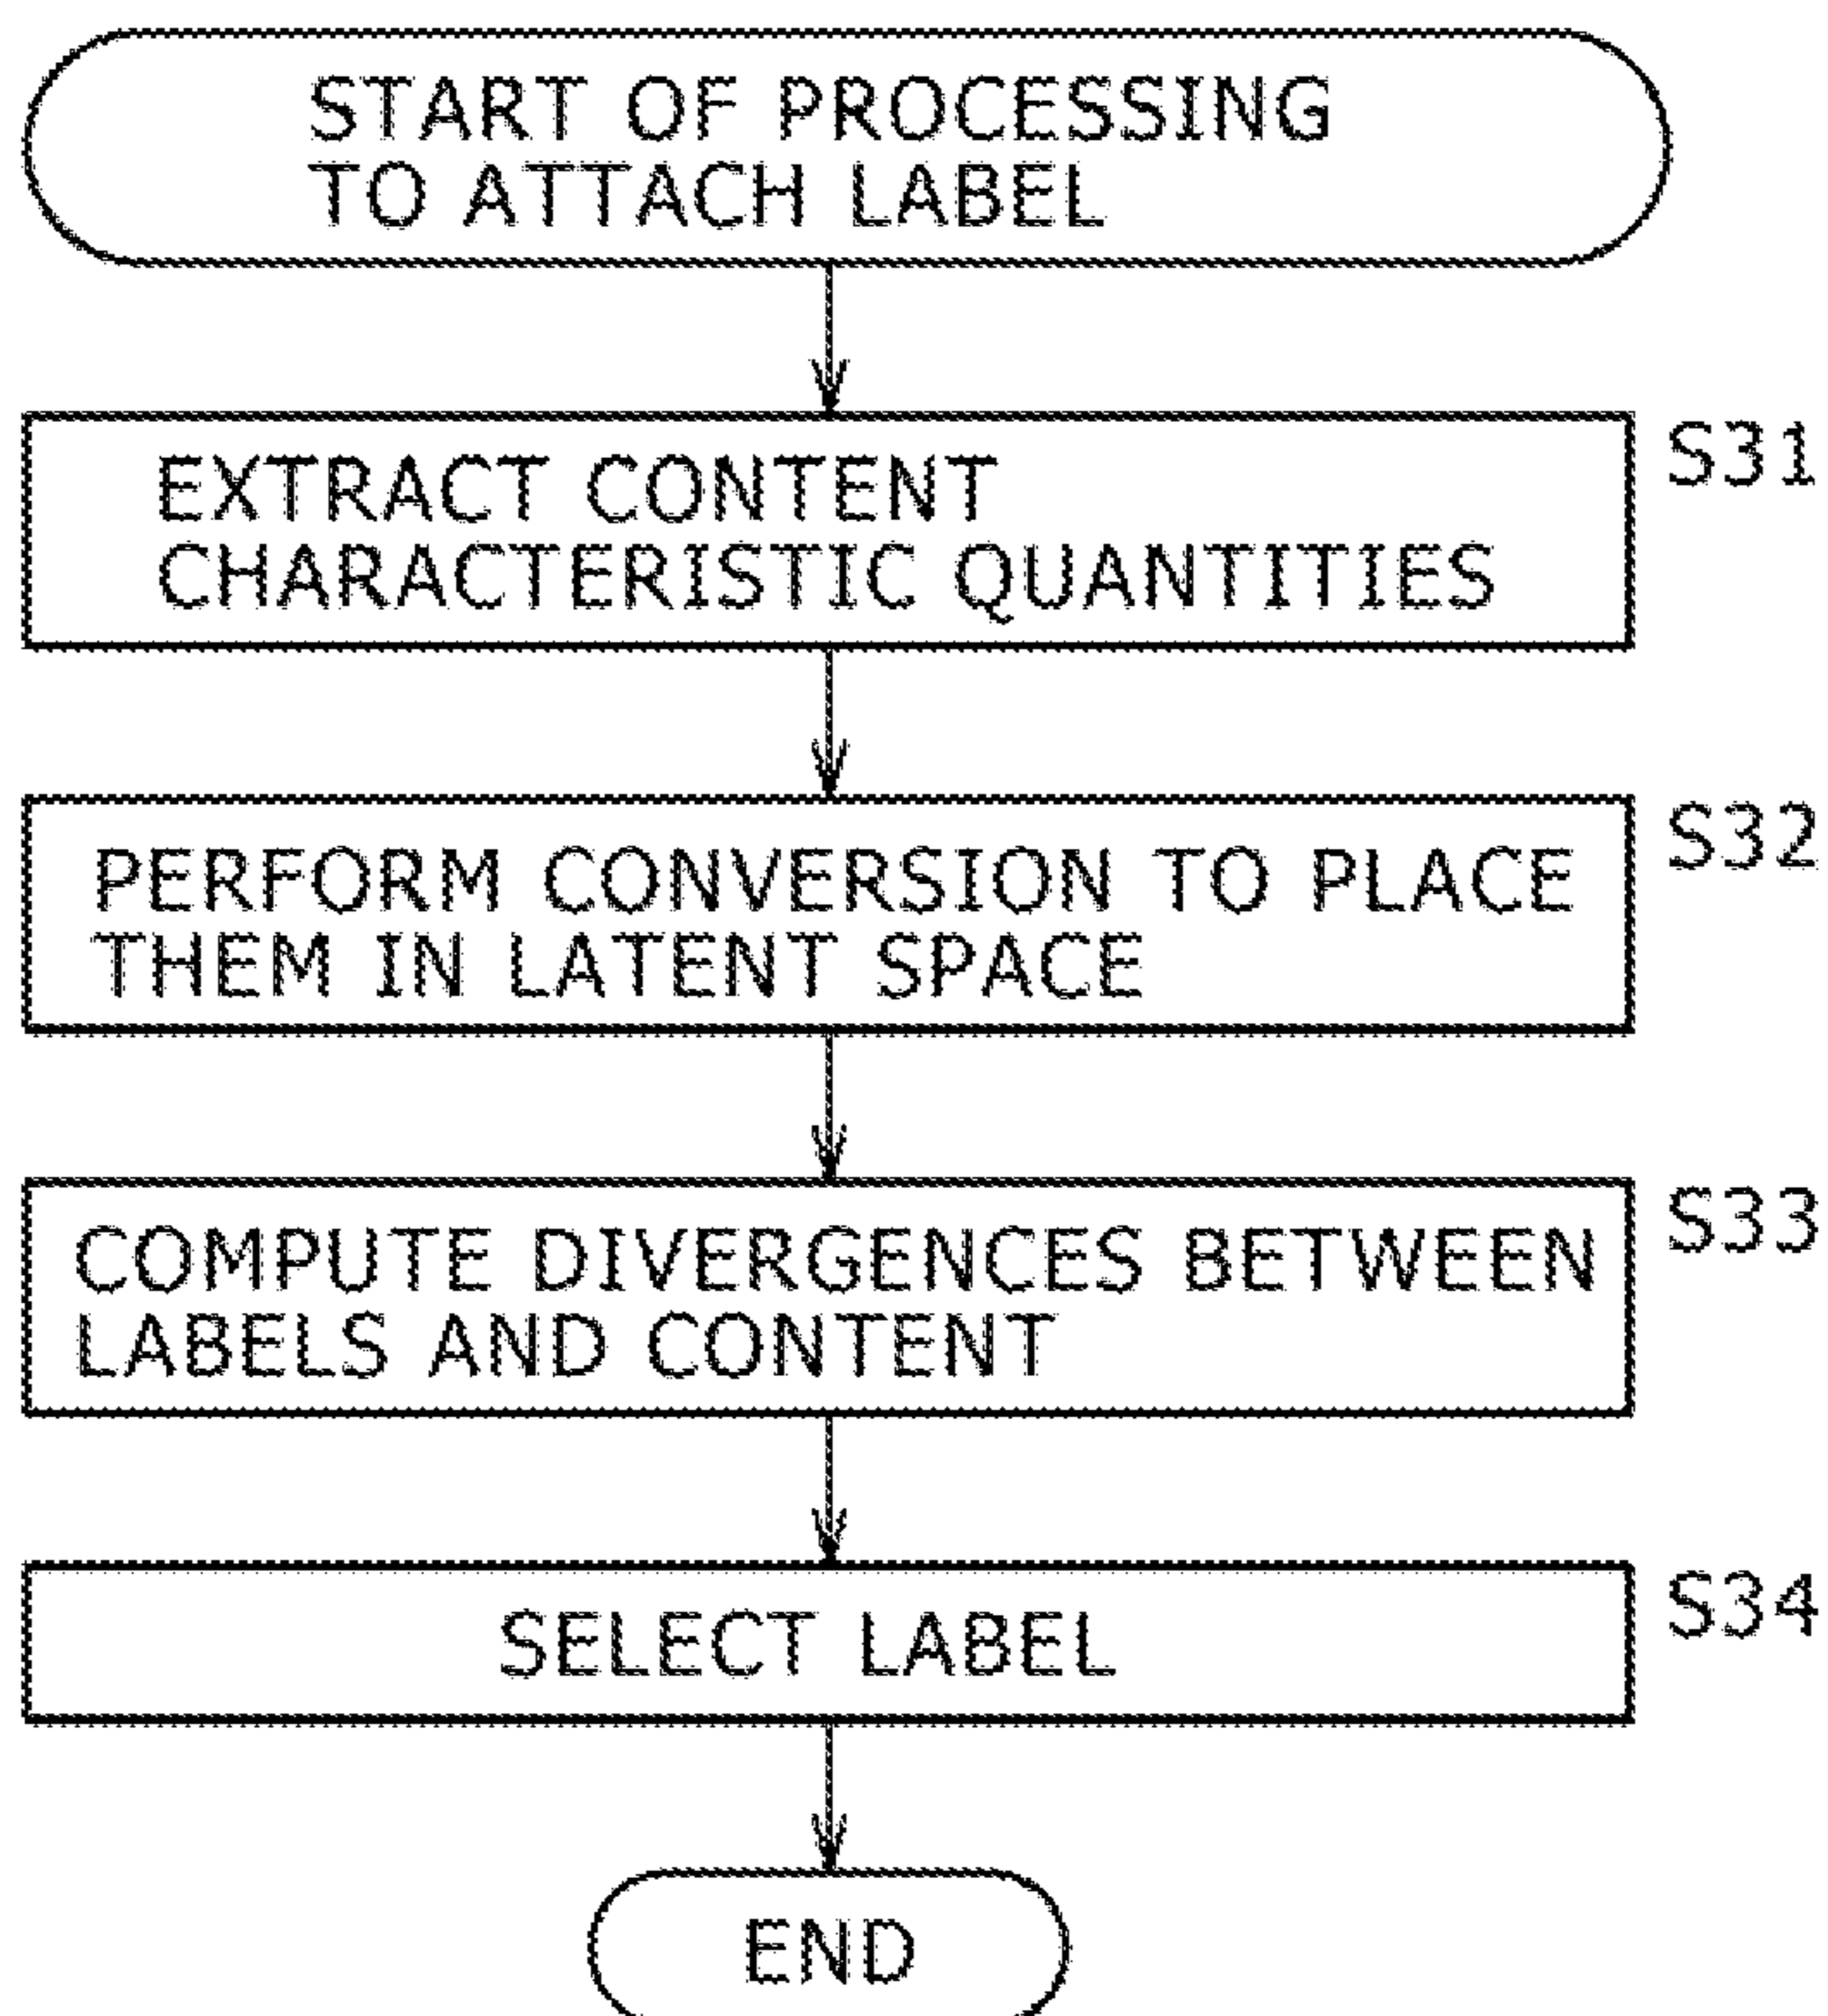 START OF PROCESSING
TO ATTACH LABEL
EXTRACT CONTENT
CHARACTERISTIC QUANTITIES
S31
PERFORM CONVERSION TO PLACE
THEM IN LATENT SPACE
S32
COMPUTE DIVERGENCES BETWEEN
LABELS AND CONTENT
S33
SELECT LABEL
S34
END